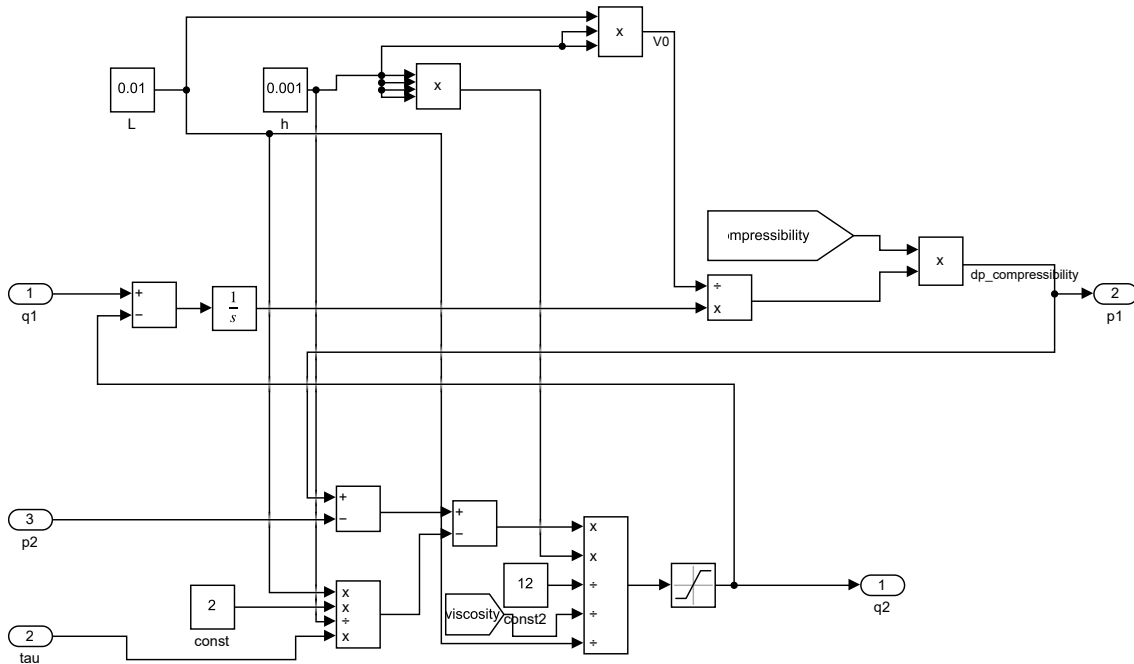 x
V0
0.01
L
0.001
h
x
mpressibility
x
dp_compressibility
2
p1
÷
x
1
q1
+
−
1
s
+
−
3
p2
+
−
x
x
÷
÷
÷
12
const2
viscosity
1
q2
2
const
x
x
÷
x
2
tau